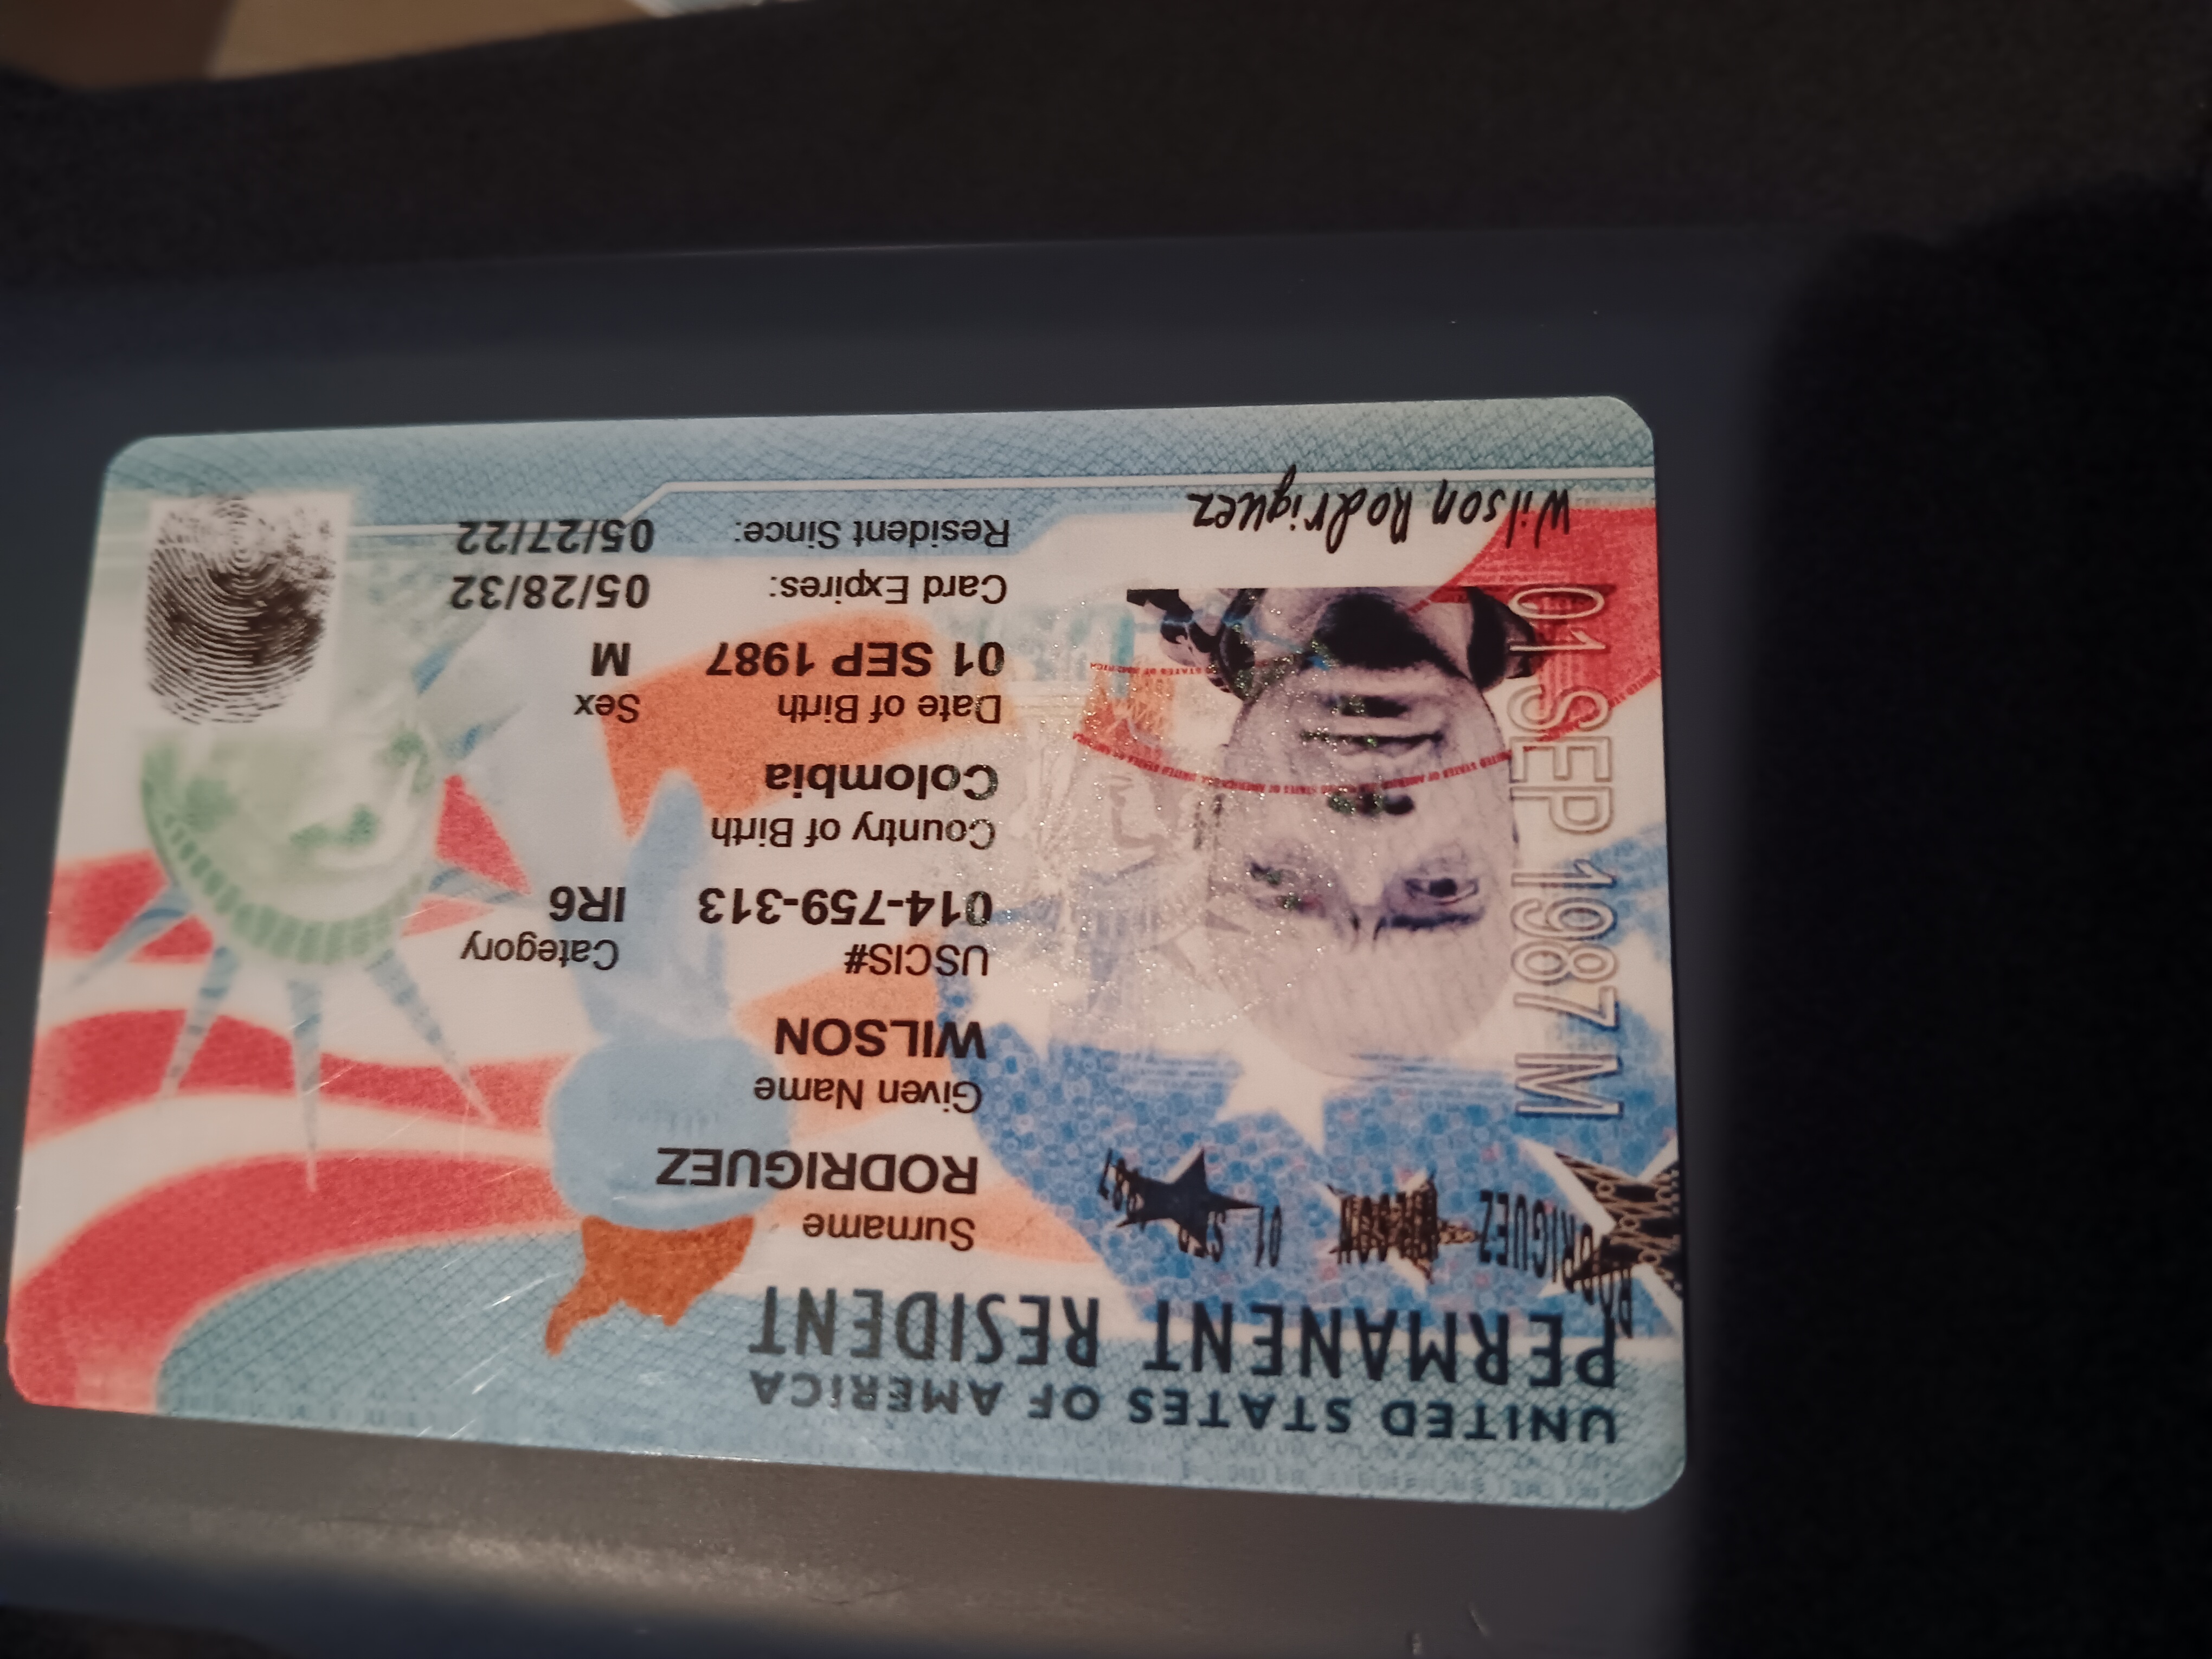 UNITED STATES OF AMERICA
PERMANENT RESIDENT
Surname
RODRIGUEZ
Given Name
WILSON
USCIS# Category
014-759-313 IR6
Country of Birth
Colombia
Date of Birth Sex
01 SEP 1987 M
Card Expires: 05/28/32
Resident Since: 05/27/22
Wilson Rodriguez
01 SEP 1987 M
RODRIGUEZ